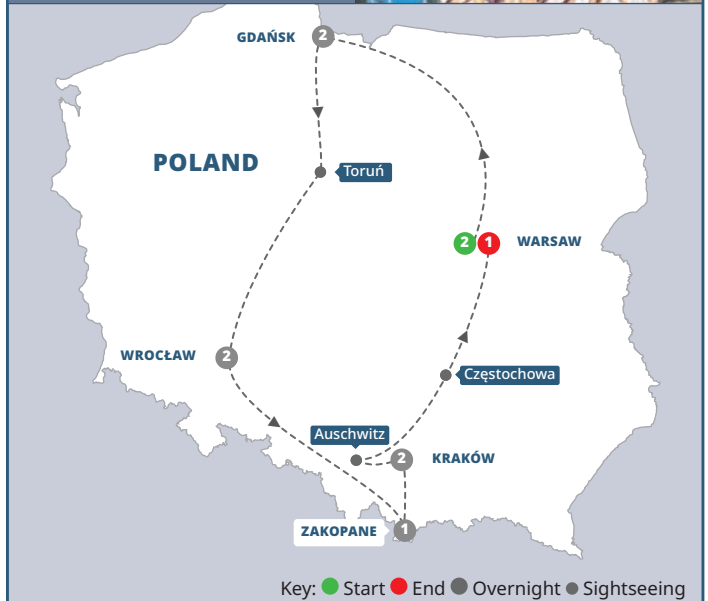 GDAŃSK
2
POLAND
Toruń
2
1
WARSAW
WROCŁAW
2
Częstochowa
Auschwitz
2
KRAKÓW
ZAKOPANE
1
Key: Start End Overnight Sightseeing